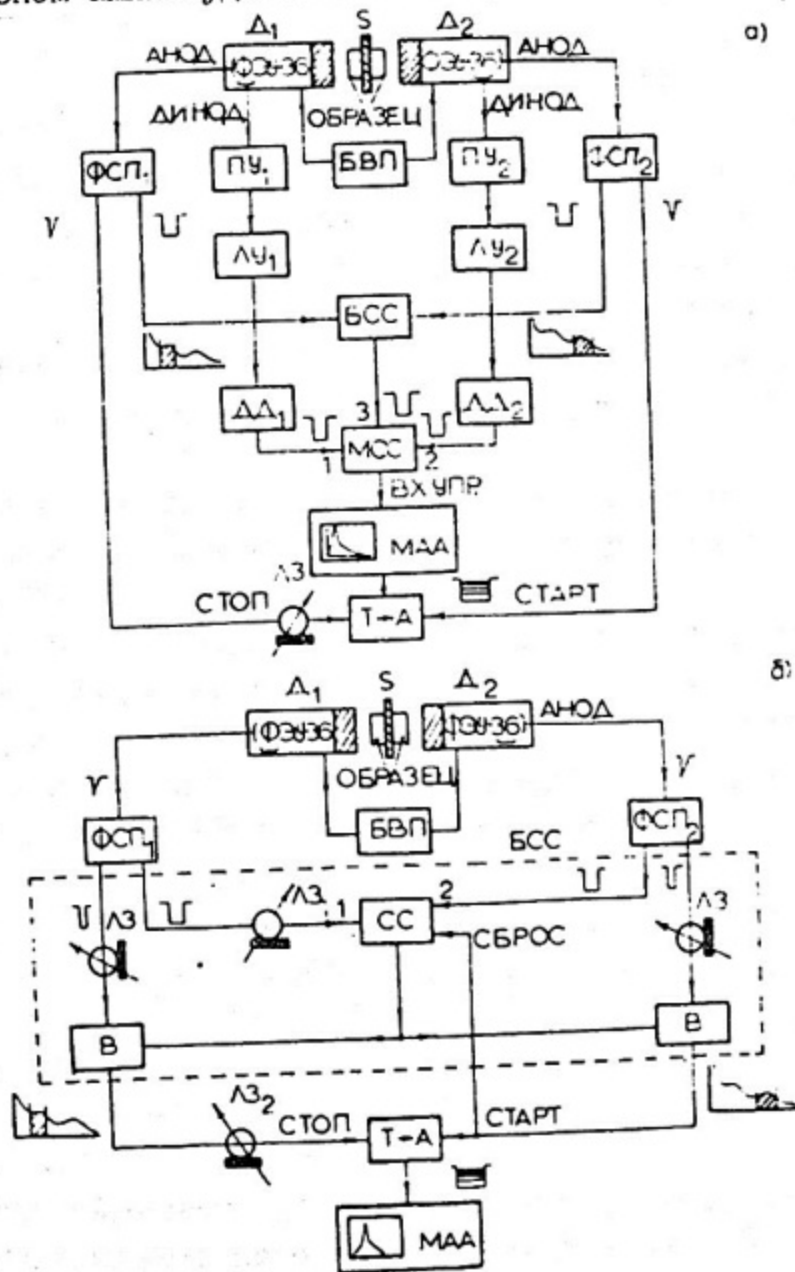 а)
Д₁ S Д₂
АНОД (ФЭУ-36) (ФЭУ-36) АНОД
ДИНОД ОБРАЗЕЦ ДИНОД
ФСП₁ ПУ₁ БВП ПУ₂ ФСП₂
ЛУ₁ ЛУ₂
БСС
ДД₁ 3 ДД₂
1 МСС 2
ВХ УПР.
МАА
ЛЗ
СТОП Т-А СТАРТ
б)
Д₁ S Д₂
(ФЭУ36) (ФЭУ-36) АНОД
ОБРАЗЕЦ
ФСП₁ БВП БСС ФСП₂
ЛЗ ЛЗ 1 СС 2 ЛЗ
СБРОС
В В
ЛЗ₂ СТОП Т-А СТАРТ
МАА